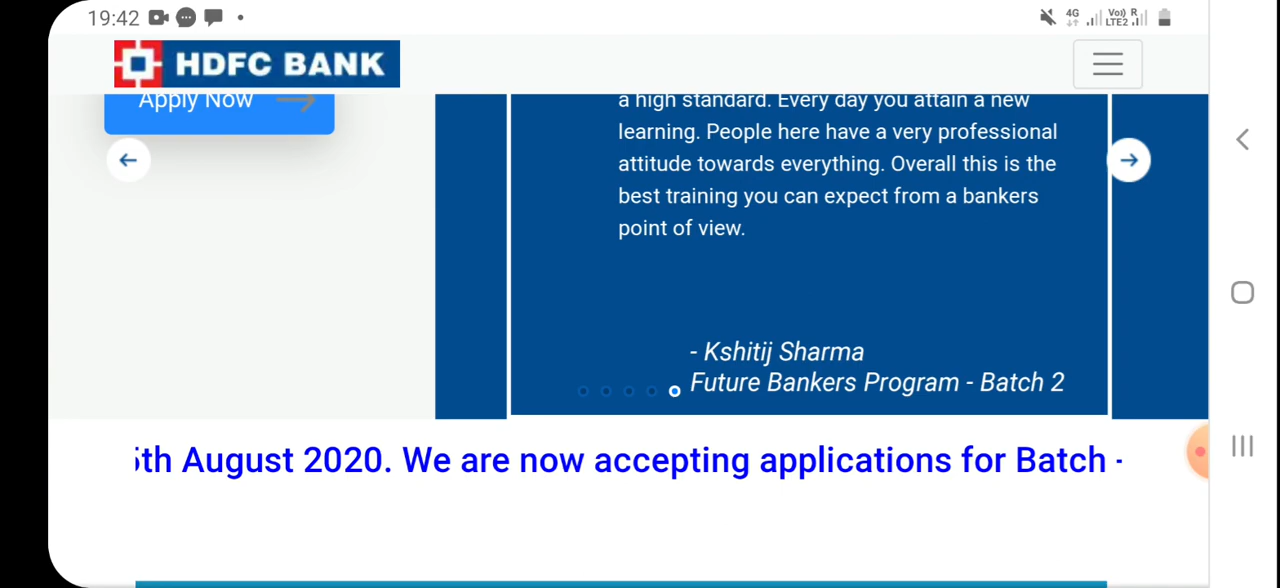 19:42
4G Vo) R
LTE2
HDFC BANK
Apply Now
a high standard. Every day you attain a new
learning. People here have a very professional
attitude towards everything. Overall this is the
best training you can expect from a bankers
point of view.
- Kshitij Sharma
Future Bankers Program - Batch 2
5th August 2020. We are now accepting applications for Batch -